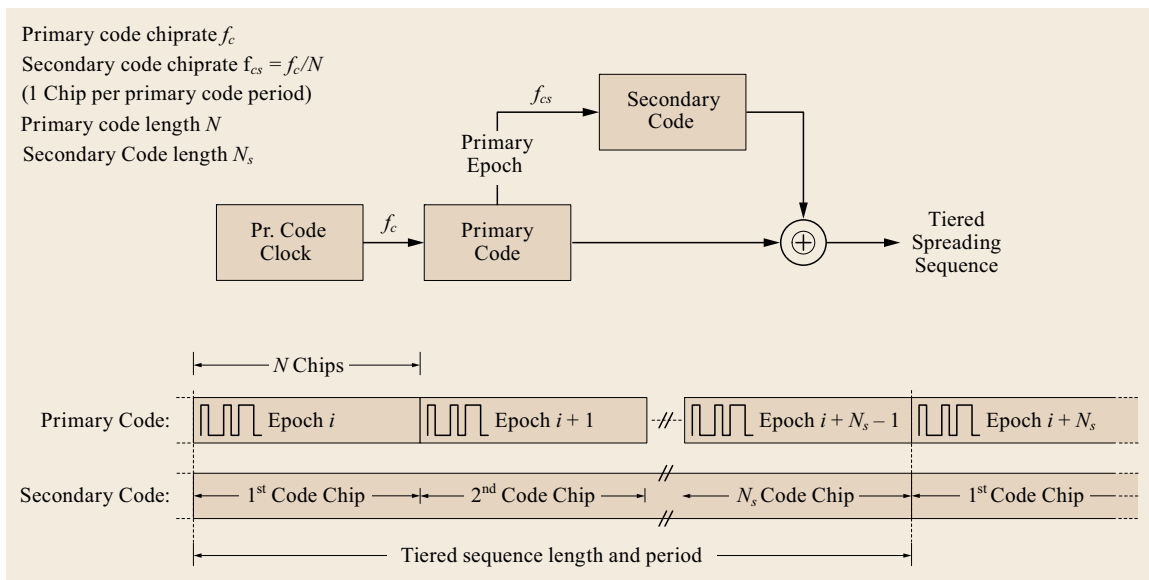 Primary code chiprate f_c
Secondary code chiprate f_cs = f_c/N
(1 Chip per primary code period)
Primary code length N
Secondary Code length N_s
f_cs
Secondary
Code
Primary
Epoch
Pr. Code
Clock
f_c
Primary
Code
Tiered
Spreading
Sequence
N Chips
Primary Code:
Epoch i
Epoch i + 1
Epoch i + N_s – 1
Epoch i + N_s
Secondary Code:
1st Code Chip
2nd Code Chip
N_s Code Chip
1st Code Chip
Tiered sequence length and period